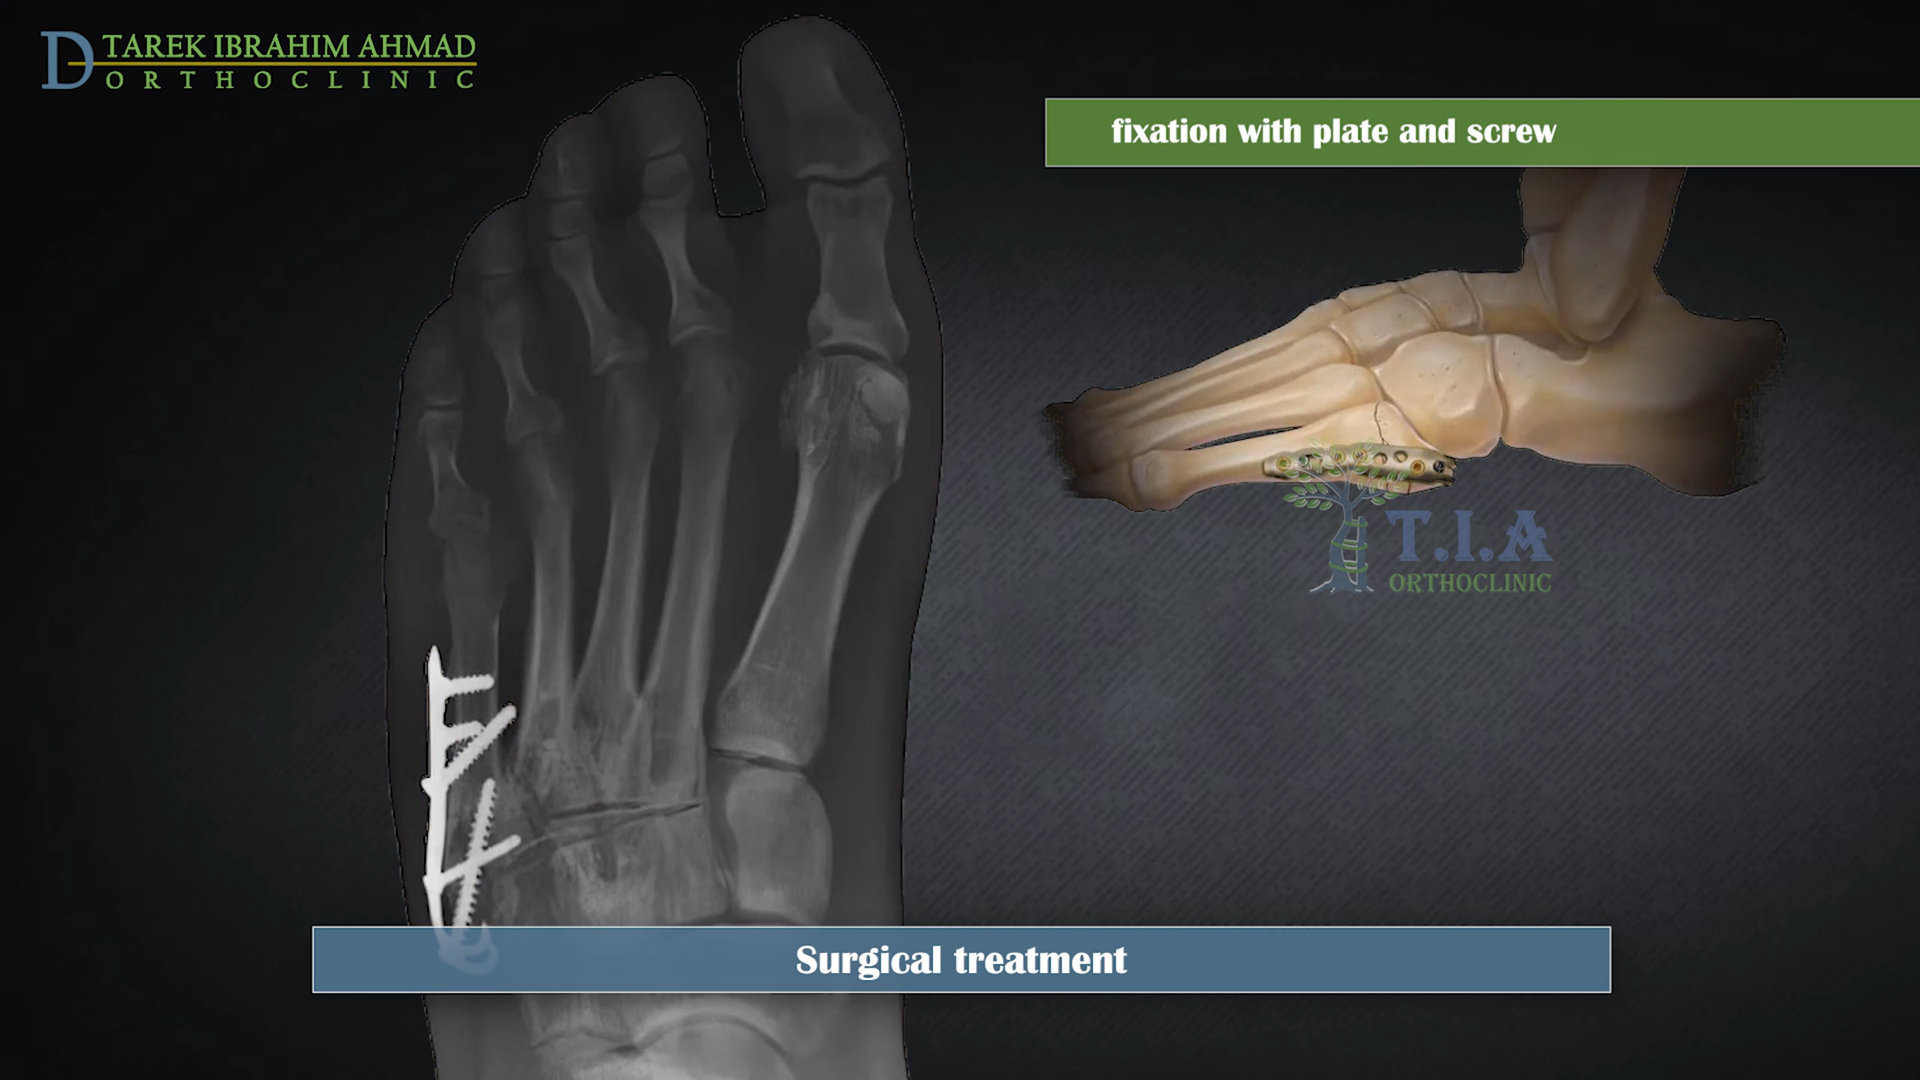 D TAREK IBRAHIM AHMAD
ORTHOCLINIC
fixation with plate and screw
T.I.A
ORTHOCLINIC
Surgical treatment